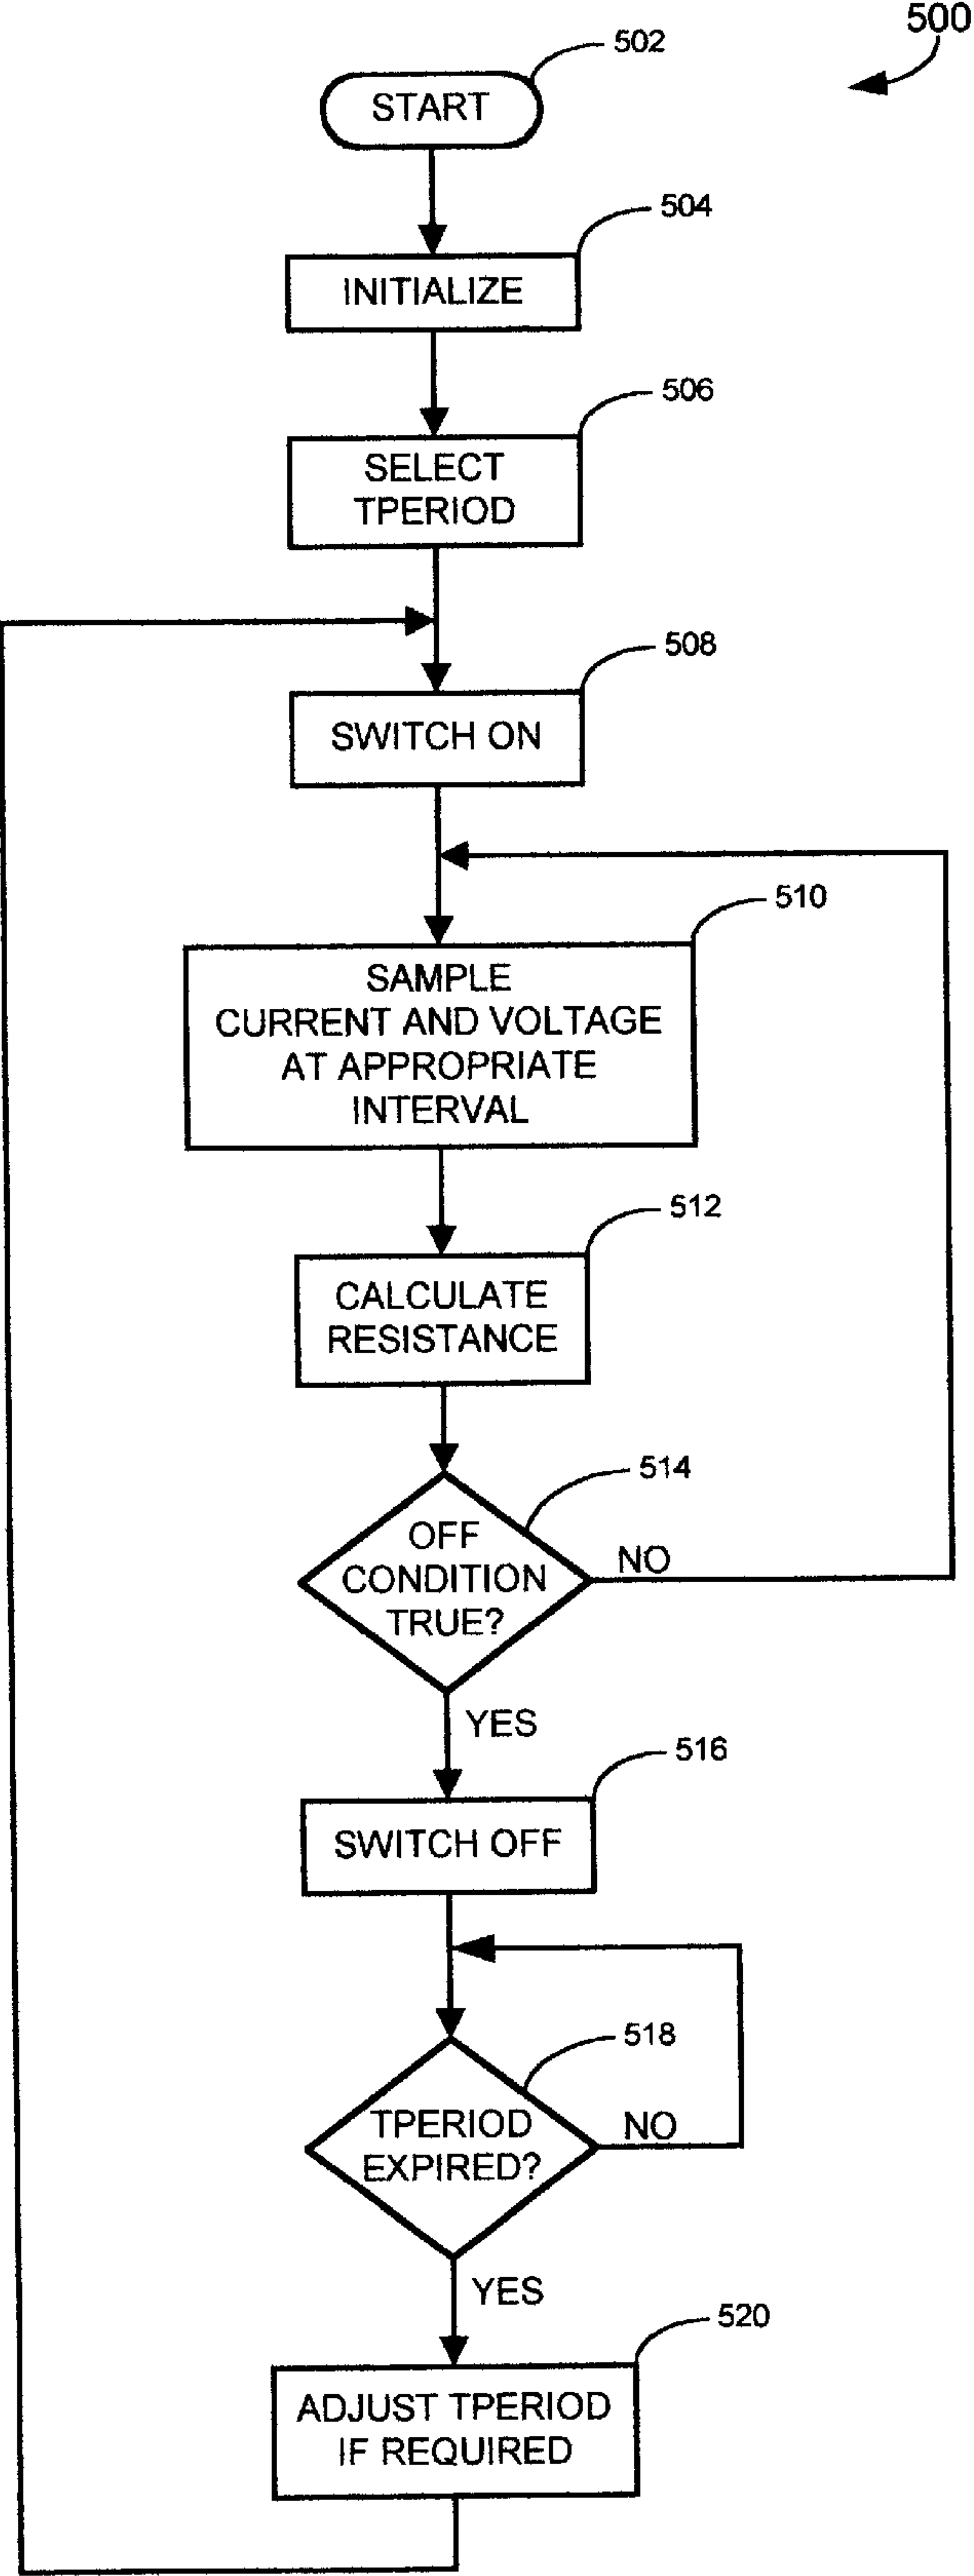 500
502
START
504
INITIALIZE
506
SELECT
TPERIOD
508
SWITCH ON
510
SAMPLE
CURRENT AND VOLTAGE
AT APPROPRIATE
INTERVAL
512
CALCULATE
RESISTANCE
514
OFF
CONDITION
TRUE?
NO
YES
516
SWITCH OFF
518
TPERIOD
EXPIRED?
NO
YES
520
ADJUST TPERIOD
IF REQUIRED